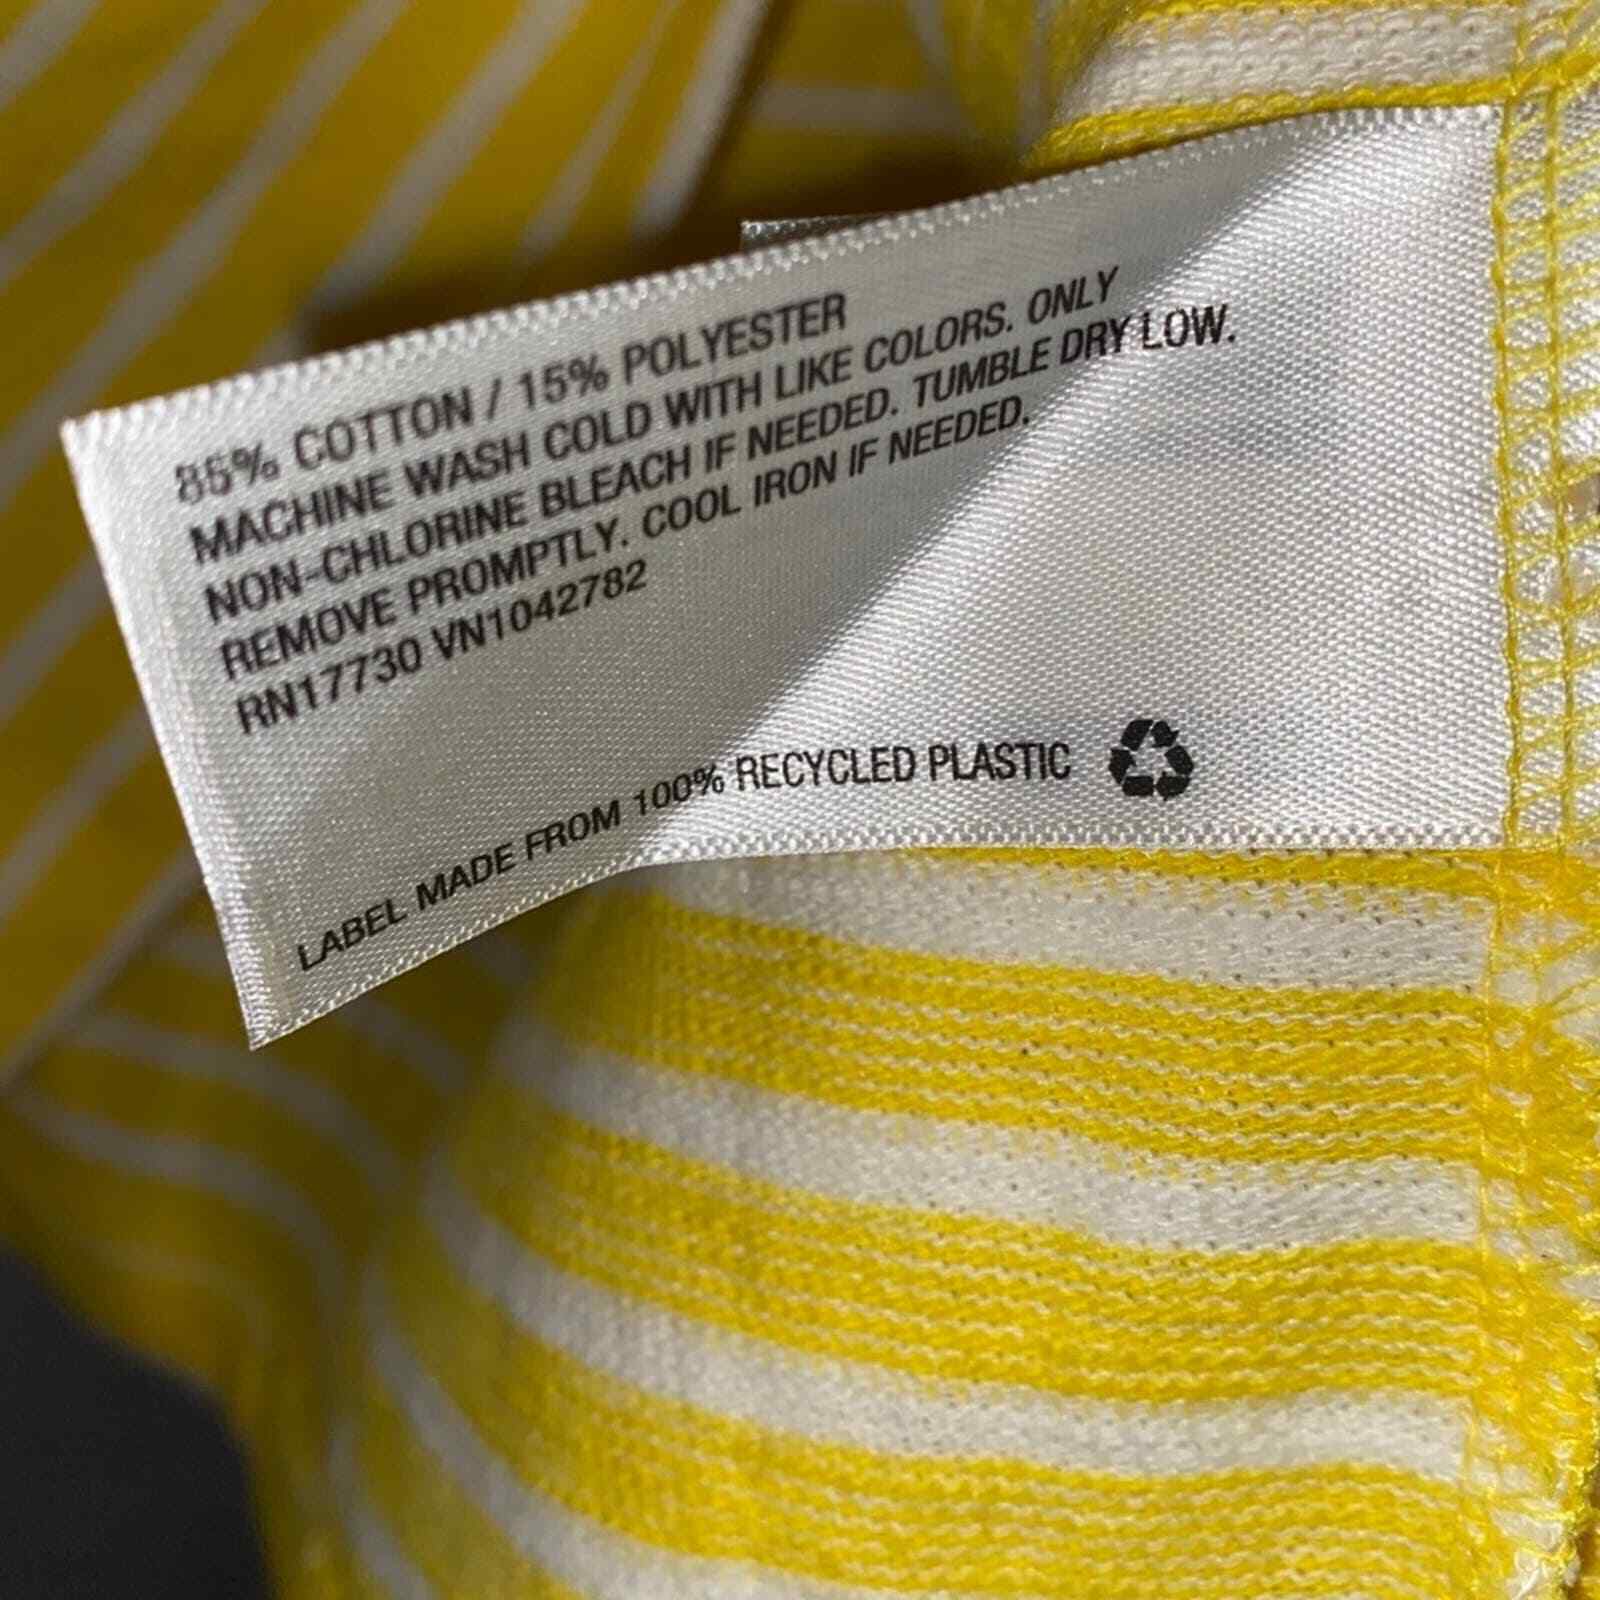 85% COTTON / 15% POLYESTER
MACHINE WASH COLD WITH LIKE COLORS. ONLY
NON-CHLORINE BLEACH IF NEEDED. TUMBLE DRY LOW.
REMOVE PROMPTLY. COOL IRON IF NEEDED.
RN17730 VN1042782
LABEL MADE FROM 100% RECYCLED PLASTIC